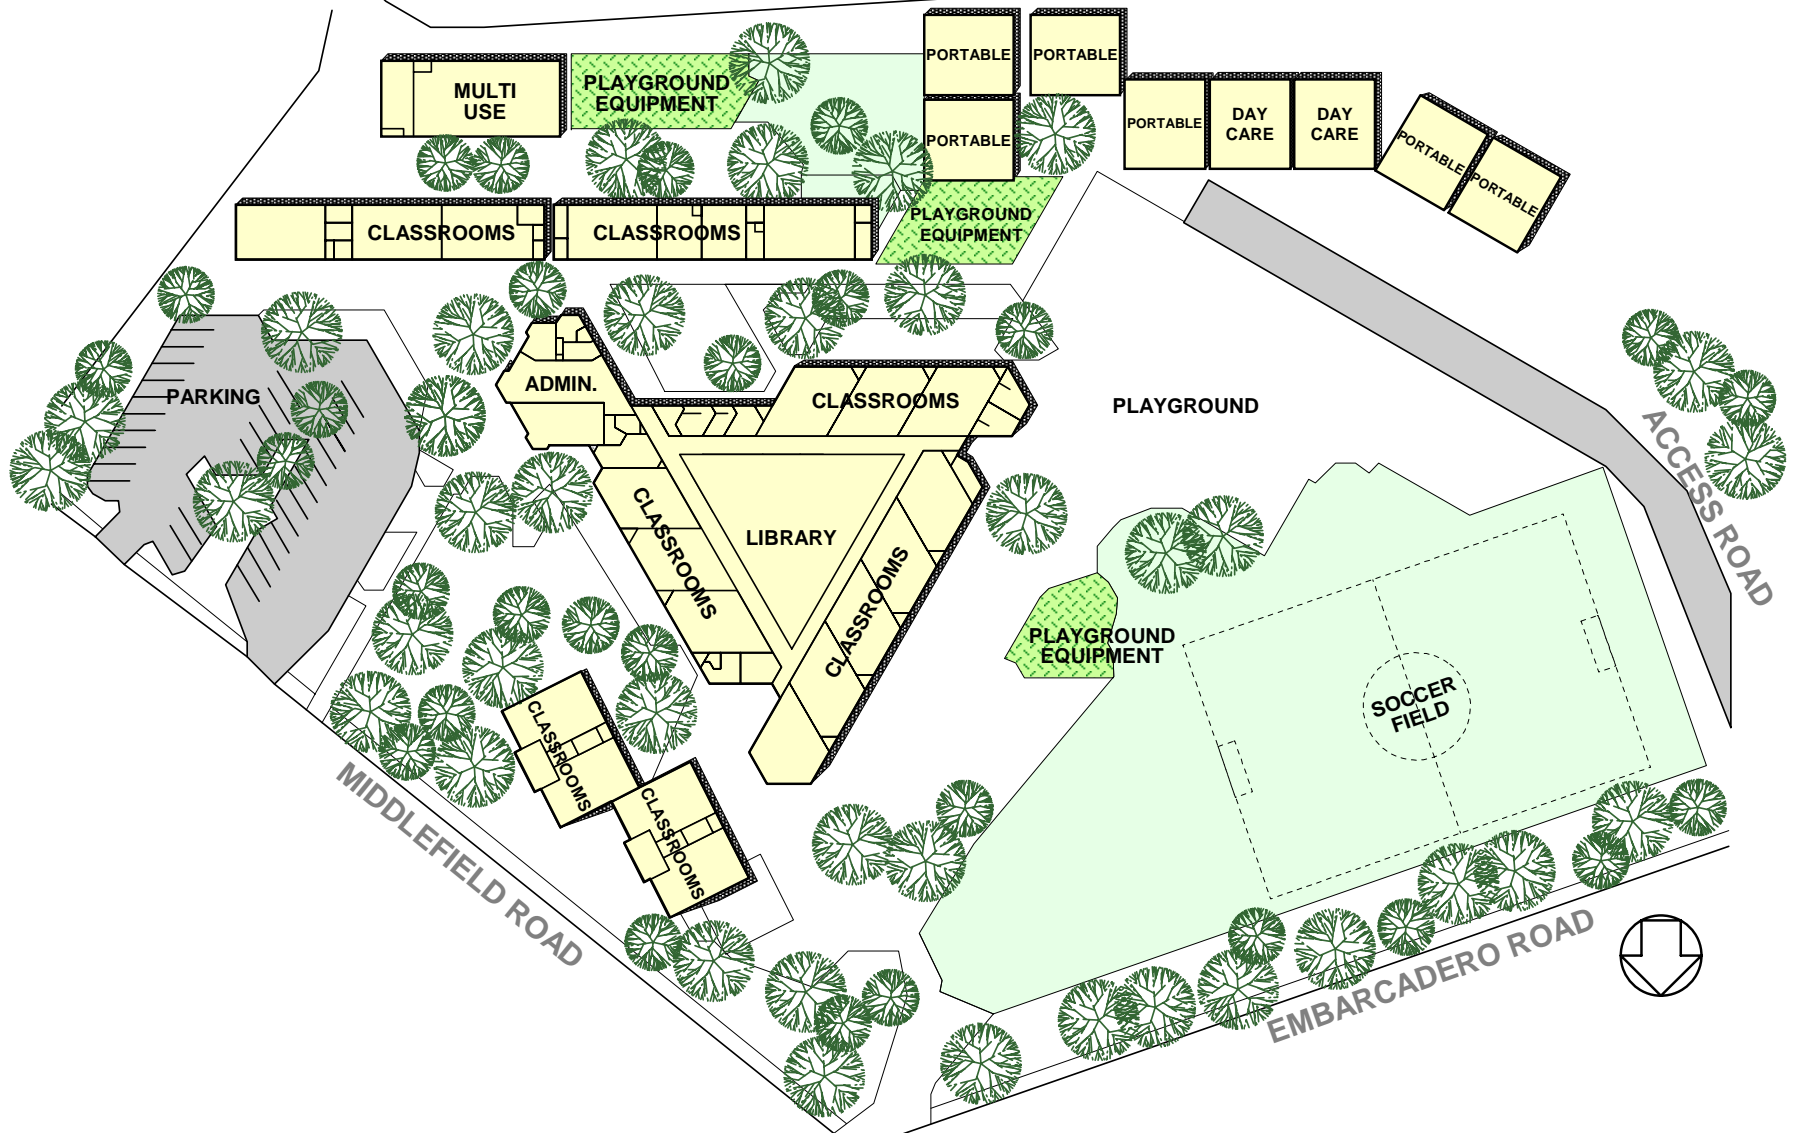 PORTABLE
PORTABLE
MULTI
USE
PLAYGROUND
EQUIPMENT
PORTABLE
PORTABLE
DAY
CARE
DAY
CARE
PORTABLE
PORTABLE
CLASSROOMS
CLASSROOMS
PLAYGROUND
EQUIPMENT
PARKING
ADMIN.
CLASSROOMS
PLAYGROUND
ACCESS ROAD
CLASSROOMS
LIBRARY
CLASSROOMS
PLAYGROUND
EQUIPMENT
SOCCER
FIELD
CLASSROOMS
CLASSROOMS
MIDDLEFIELD ROAD
EMBARCADERO ROAD